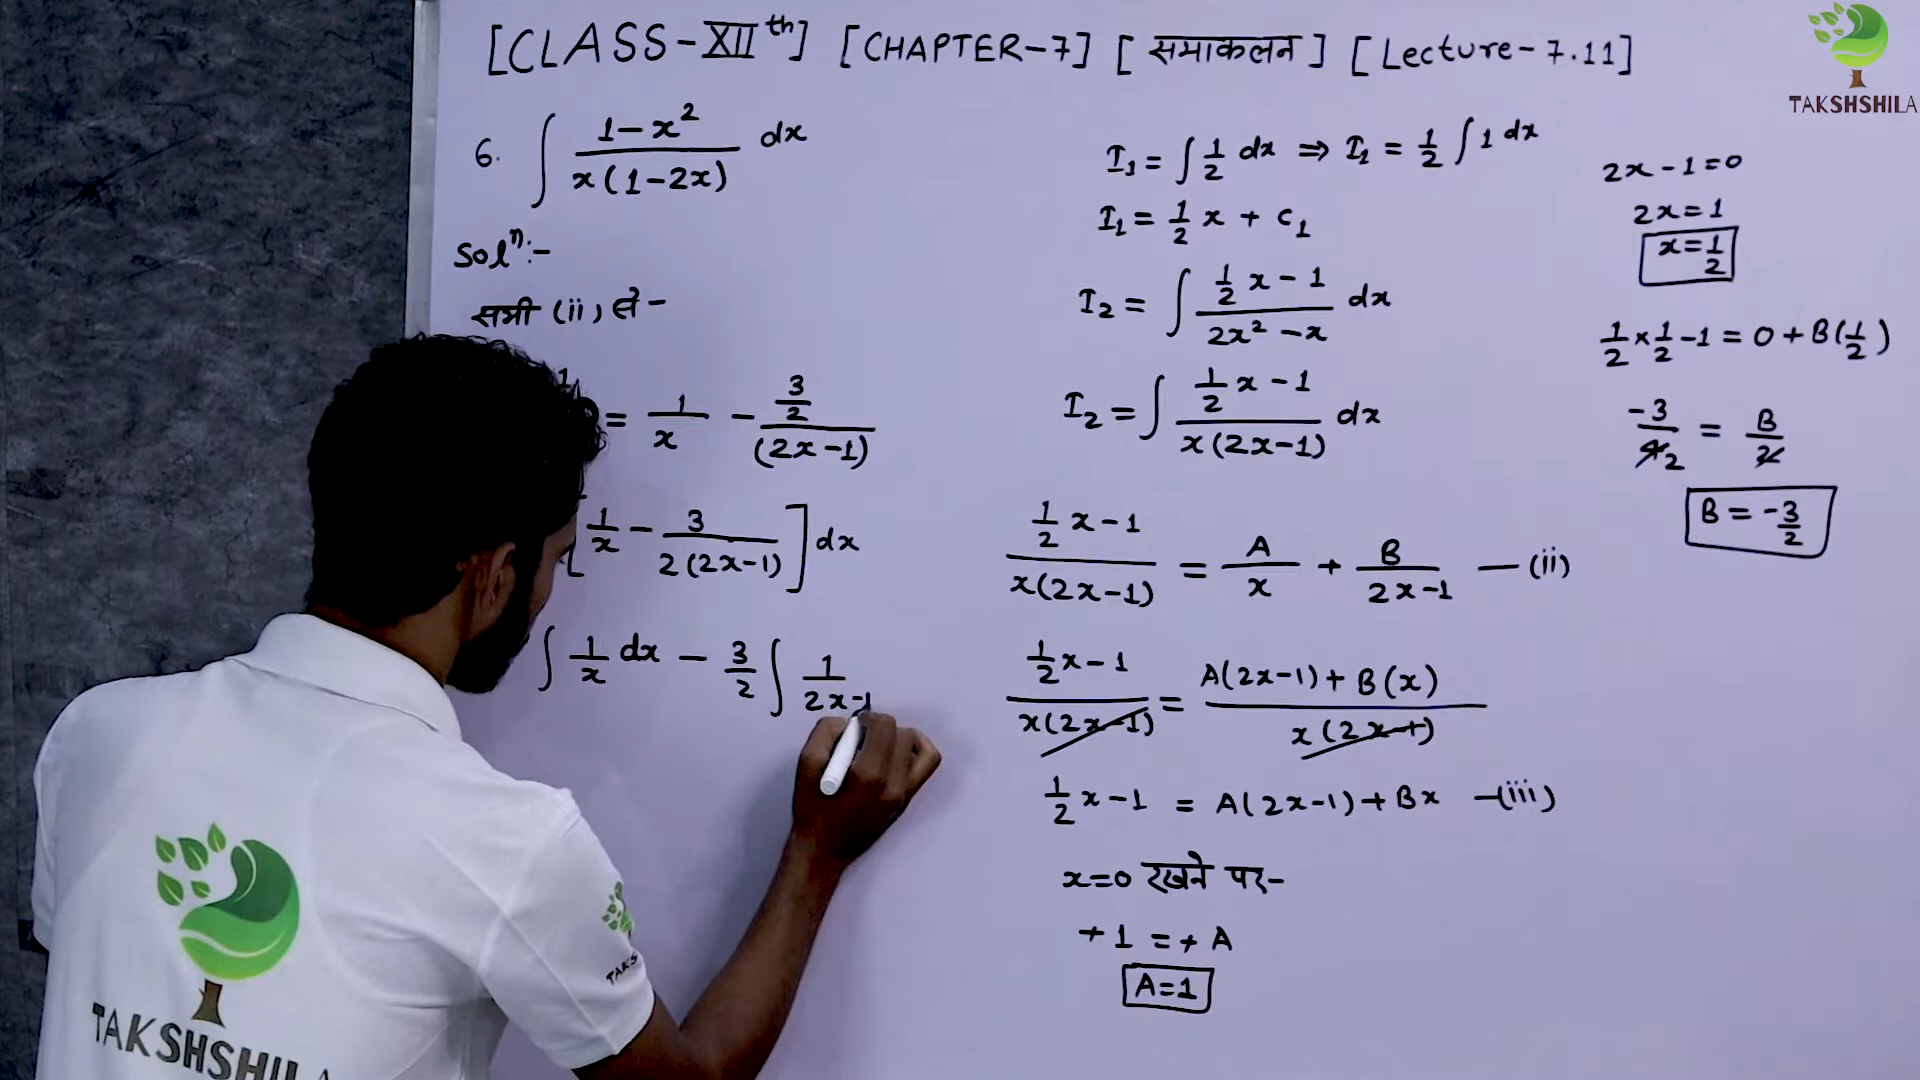 [CLASS-XIIth] [CHAPTER-7] [समाकलन] [Lecture-7.11]
TAKSHSHILA
6. ∫ (1-x²)/(x(1-2x)) dx
Solⁿ:-
समी (ii) से -
= 1/x - (3/2)/(2x-1)
[1/x - 3/(2(2x-1))] dx
∫ 1/x dx - 3/2 ∫ 1/(2x-1)
I₁ = ∫ 1/2 dx ⇒ I₁ = 1/2 ∫ 1 dx
I₁ = 1/2 x + C₁
I₂ = ∫ (1/2 x - 1)/(2x² - x) dx
I₂ = ∫ (1/2 x - 1)/(x(2x-1)) dx
(1/2 x - 1)/(x(2x-1)) = A/x + B/(2x-1) — (ii)
(1/2 x - 1)/(x(2x-1)) = (A(2x-1) + B(x))/(x(2x-1))
1/2 x - 1 = A(2x-1) + Bx — (iii)
x=0 रखने पर-
+1 = +A
A=1
2x-1=0
2x=1
x=1/2
1/2 × 1/2 - 1 = 0 + B(1/2)
-3/4 2 = B/2
B = -3/2
TAKSHSHILA
TAKS